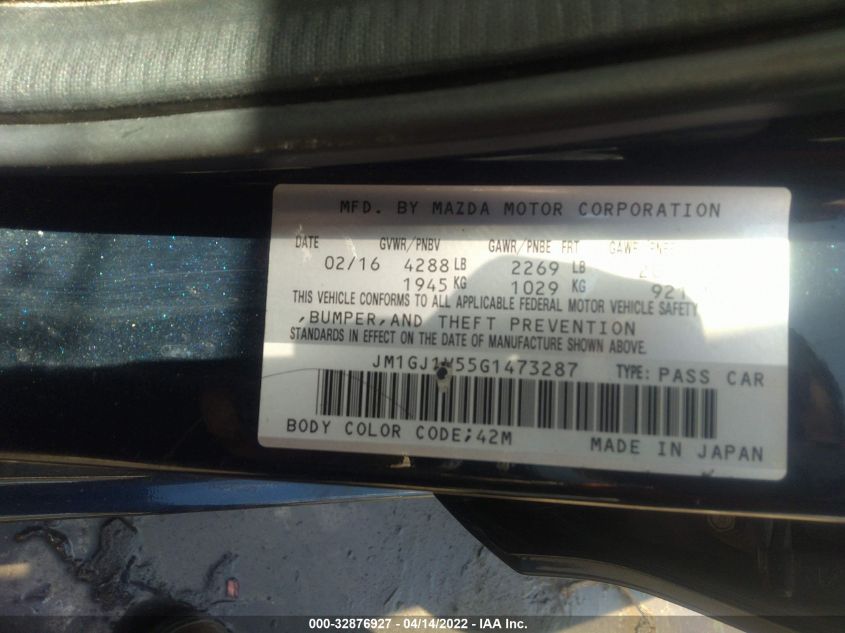 MFD. BY MAZDA MOTOR CORPORATION
DATE GVWR/PNBV GAWR/PNBE FRT
02/16 4288 LB 2269 LB
1945 KG 1029 KG
THIS VEHICLE CONFORMS TO ALL APPLICABLE FEDERAL MOTOR VEHICLE SAFETY
,BUMPER,AND THEFT PREVENTION
STANDARDS IN EFFECT ON THE DATE OF MANUFACTURE SHOWN ABOVE.
TYPE: PASS CAR
BODY COLOR CODE;42M
MADE IN JAPAN
000-32876927 - 04/14/2022 - IAA Inc.